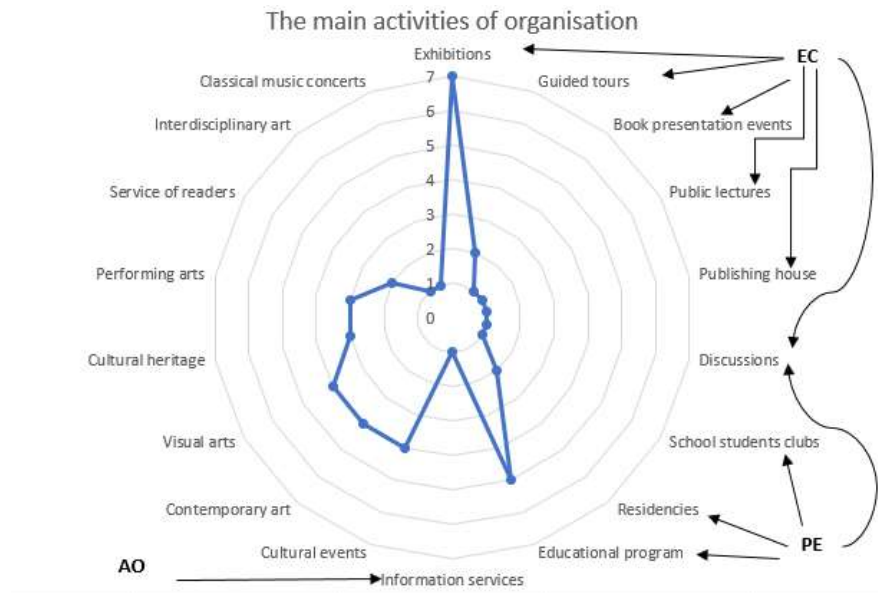 The main activities of organisation
Exhibitions
EC
7
Classical music concerts
Guided tours
6
Interdisciplinary art
Book presentation events
5
4
Service of readers
Public lectures
3
2
Performing arts
Publishing house
1
0
Cultural heritage
Discussions
Visual arts
School students clubs
Contemporary art
Residencies
PE
Cultural events
Educational program
AO
Information services